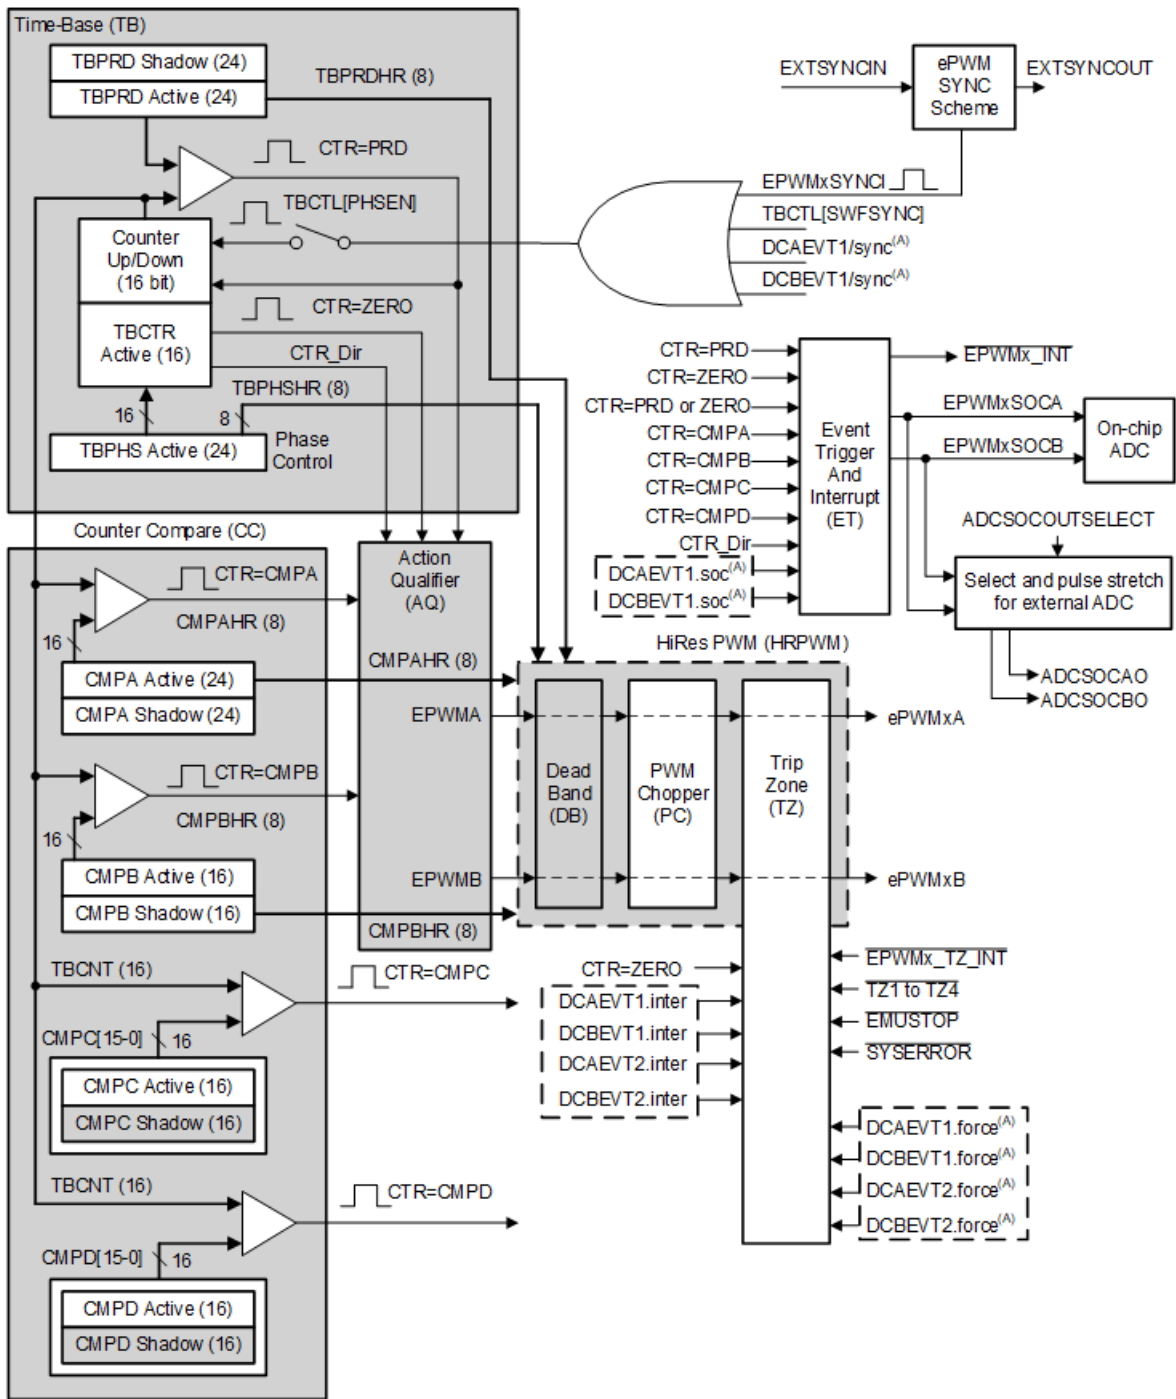 Time-Base (TB)
TBPRD Shadow (24)
TBPRD Active (24)
TBPRDHR (8)
CTR=PRD
TBCTL[PHSEN]
Counter
Up/Down
(16 bit)
CTR=ZERO
TBCTR
Active (16)
CTR_Dir
TBPHSHR (8)
16
8
TBPHS Active (24)
Phase
Control
EXTSYNCIN
ePWM
SYNC
Scheme
EXTSYNCOUT
EPWMxSYNCI
TBCTL[SWFSYNC]
DCAEVT1/sync(A)
DCBEVT1/sync(A)
CTR=PRD
CTR=ZERO
CTR=PRD or ZERO
CTR=CMPA
CTR=CMPB
CTR=CMPC
CTR=CMPD
CTR_Dir
DCAEVT1.soc(A)
DCBEVT1.soc(A)
Event
Trigger
And
Interrupt
(ET)
EPWMx_INT
EPWMxSOCA
EPWMxSOCB
On-chip
ADC
ADCSOCOUTSELECT
Select and pulse stretch
for external ADC
ADCSOCAO
ADCSOCBO
Counter Compare (CC)
CTR=CMPA
CMPAHR (8)
16
CMPA Active (24)
CMPA Shadow (24)
CTR=CMPB
CMPBHR (8)
16
CMPB Active (16)
CMPB Shadow (16)
TBCNT (16)
CTR=CMPC
CMPC[15-0]
16
CMPC Active (16)
CMPC Shadow (16)
TBCNT (16)
CTR=CMPD
CMPD[15-0]
16
CMPD Active (16)
CMPD Shadow (16)
Action
Qualifier
(AQ)
CMPAHR (8)
EPWMA
EPWMB
CMPBHR (8)
HiRes PWM (HRPWM)
Dead
Band
(DB)
PWM
Chopper
(PC)
Trip
Zone
(TZ)
ePWMxA
ePWMxB
CTR=ZERO
DCAEVT1.inter
DCBEVT1.inter
DCAEVT2.inter
DCBEVT2.inter
EPWMx_TZ_INT
TZ1 to TZ4
EMUSTOP
SYSERROR
DCAEVT1.force(A)
DCBEVT1.force(A)
DCAEVT2.force(A)
DCBEVT2.force(A)